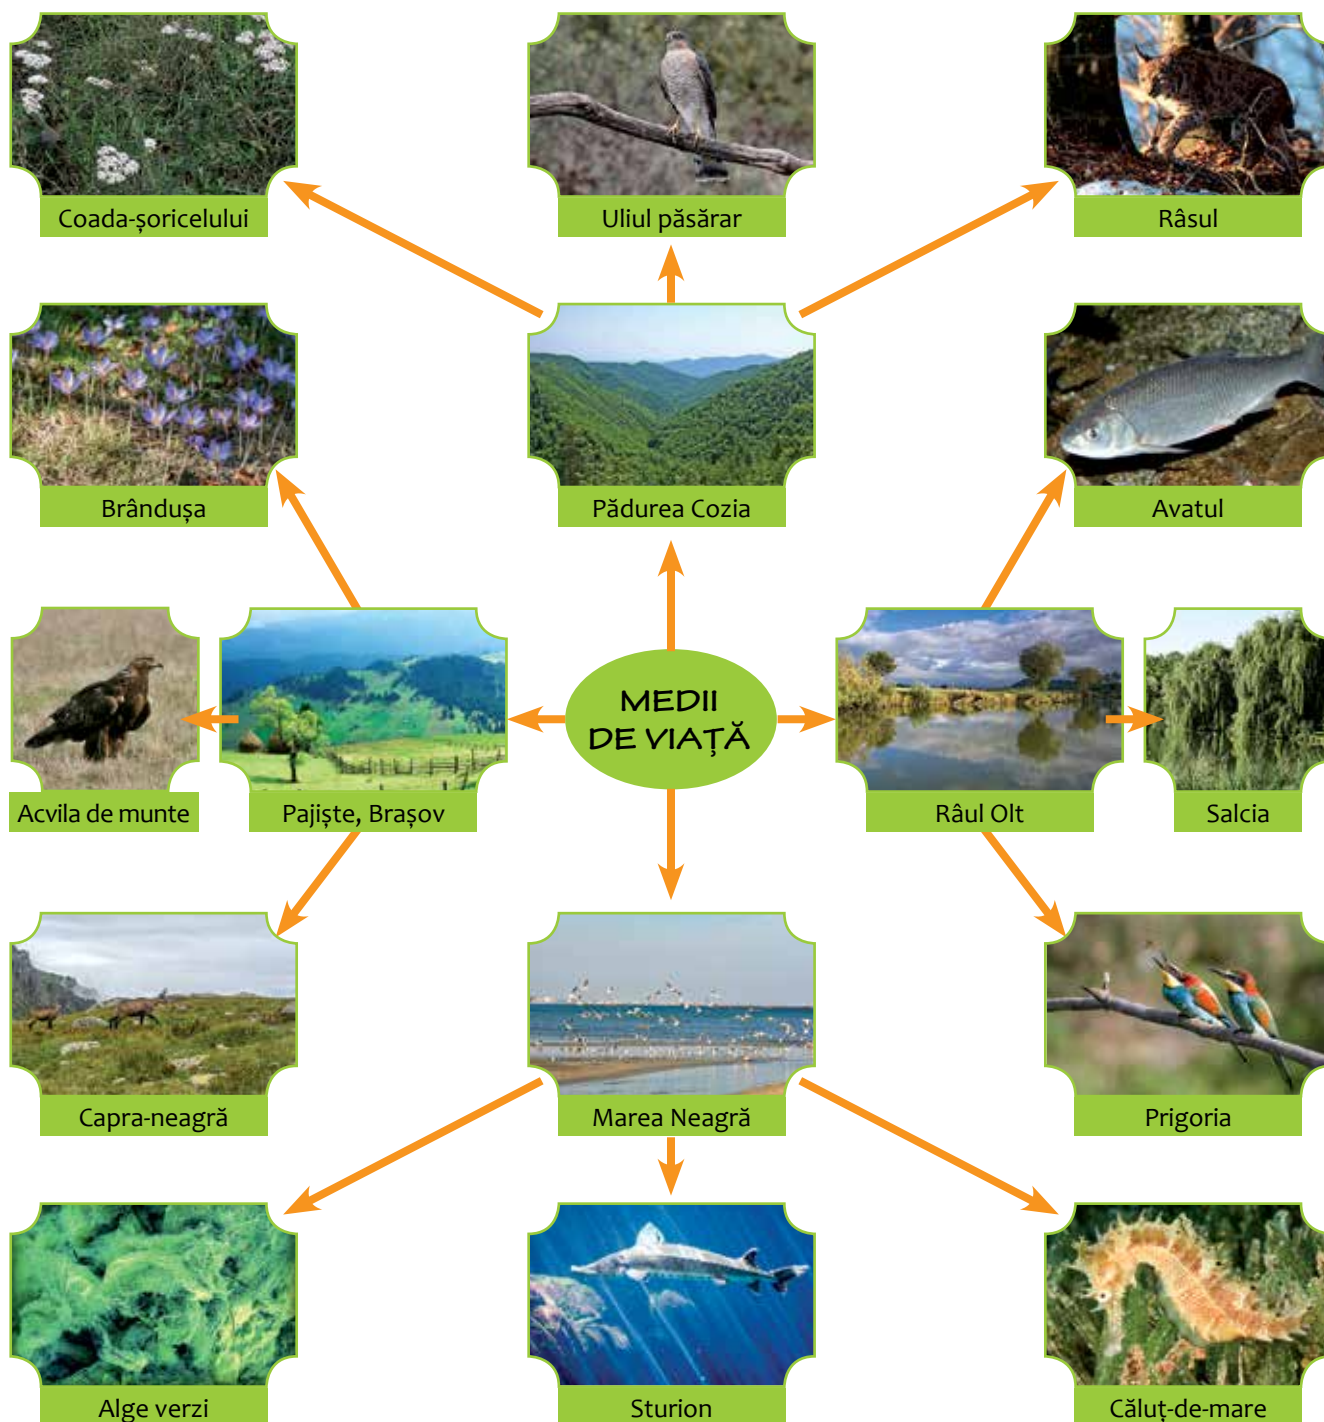 Coada-șoricelului
Uliul păsărar
Râsul
Brândușa
Pădurea Cozia
Avatul
MEDII
DE VIAȚĂ
Acvila de munte
Pajiște, Brașov
Râul Olt
Salcia
Capra-neagră
Marea Neagră
Prigoria
Alge verzi
Sturion
Căluț-de-mare